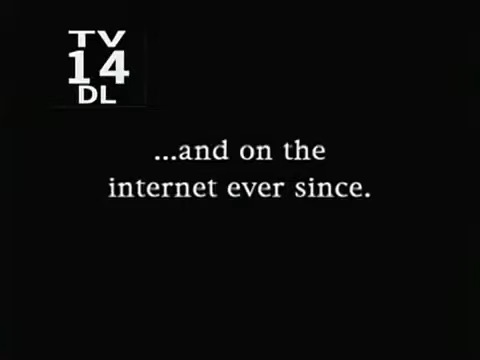 TV
14
DL
...and on the
internet ever since.